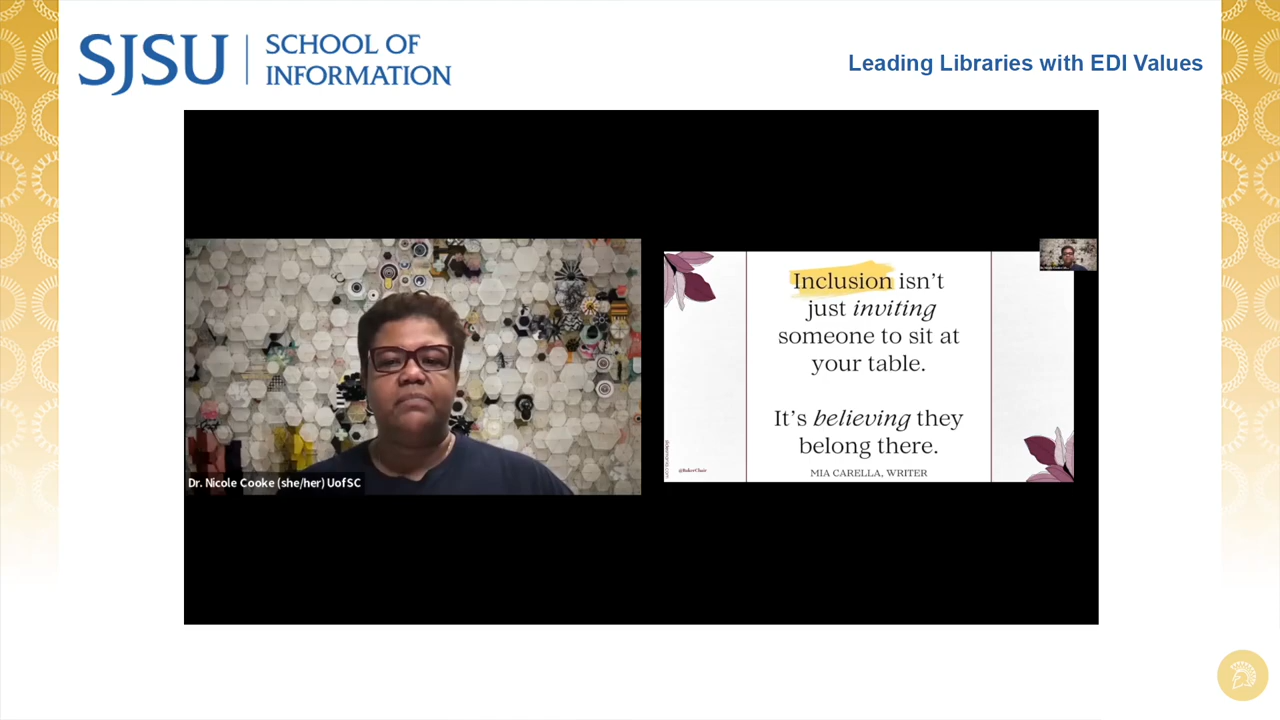 SJSU
SCHOOL OF
INFORMATION
Leading Libraries with EDI Values
Dr. Nicole Cooke (she/her) UofSC
Inclusion isn't
just inviting
someone to sit at
your table.
It's believing they
belong there.
MIA CARELLA, WRITER
@BakerChair